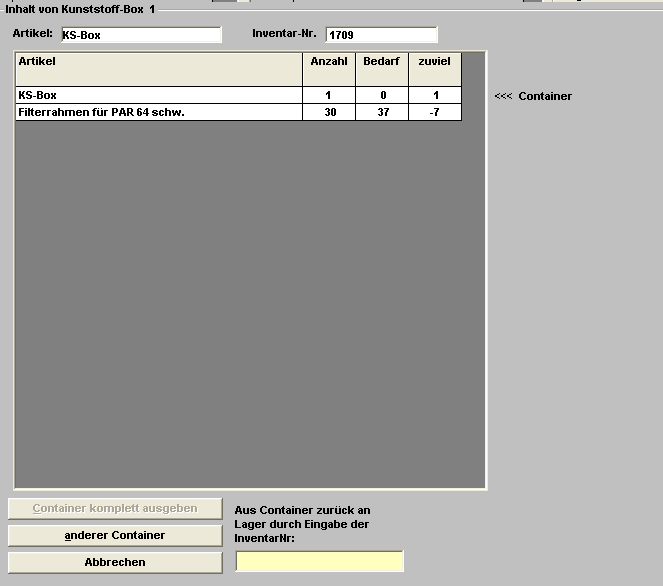 Inhalt von Kunststoff-Box 1
Artikel: KS-Box Inventar-Nr. 1709
Artikel Anzahl Bedarf zuviel
KS-Box 1 0 1 <<< Container
Filterrahmen für PAR 64 schw. 30 37 -7
Container komplett ausgeben
anderer Container
Abbrechen
Aus Container zurück an
Lager durch Eingabe der
InventarNr: